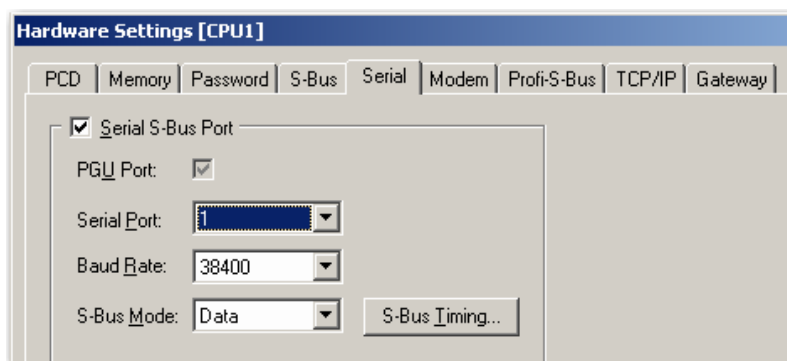 Hardware Settings [CPU1]
PCD Memory Password S-Bus Serial Modem Profi-S-Bus TCP/IP Gateway
Serial S-Bus Port
PGU Port:
Serial Port: 1
Baud Rate: 38400
S-Bus Mode: Data S-Bus Timing...